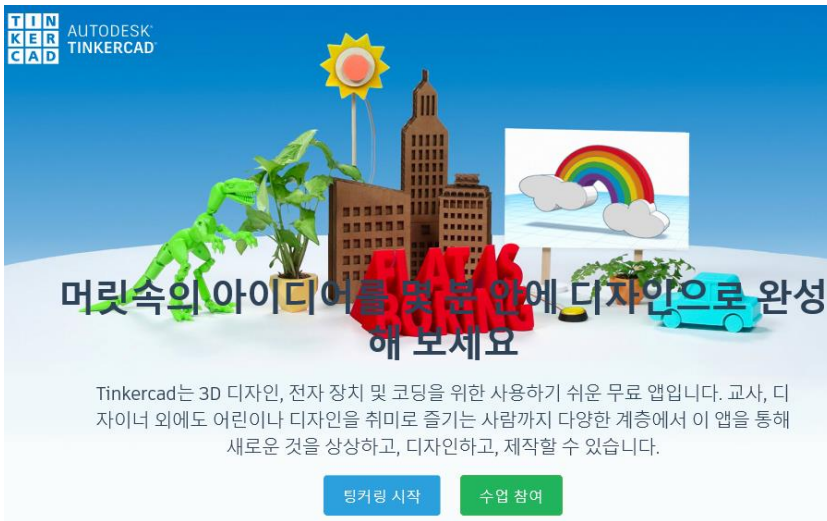 TIN
KER
CAD
AUTODESK®
TINKERCAD®
FLAT IS
BORING
머릿속의 아이디어를 몇 분 안에 디자인으로 완성
해 보세요
Tinkercad는 3D 디자인, 전자 장치 및 코딩을 위한 사용하기 쉬운 무료 앱입니다. 교사, 디
자이너 외에도 어린이나 디자인을 취미로 즐기는 사람까지 다양한 계층에서 이 앱을 통해
새로운 것을 상상하고, 디자인하고, 제작할 수 있습니다.
팅커링 시작
수업 참여